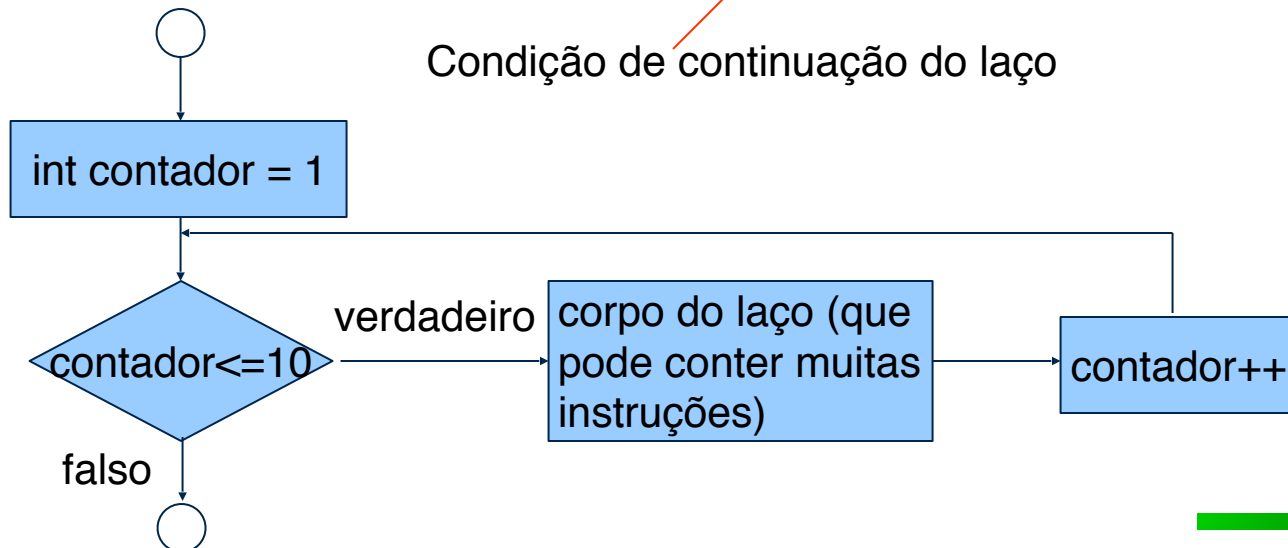 Condição de continuação do laço
int contador = 1
contador<=10
verdadeiro
corpo do laço (que
pode conter muitas
instruções)
contador++
falso